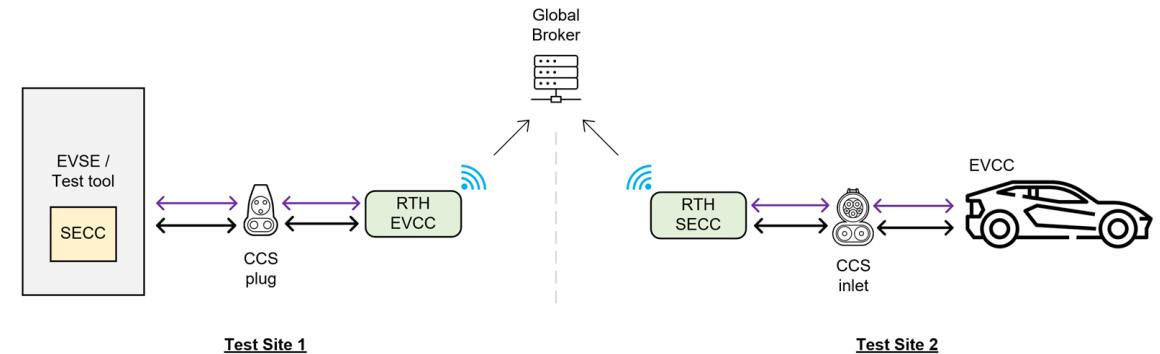 Global
Broker
EVSE /
Test tool
SECC
CCS
plug
RTH
EVCC
RTH
SECC
CCS
inlet
EVCC
Test Site 1
Test Site 2